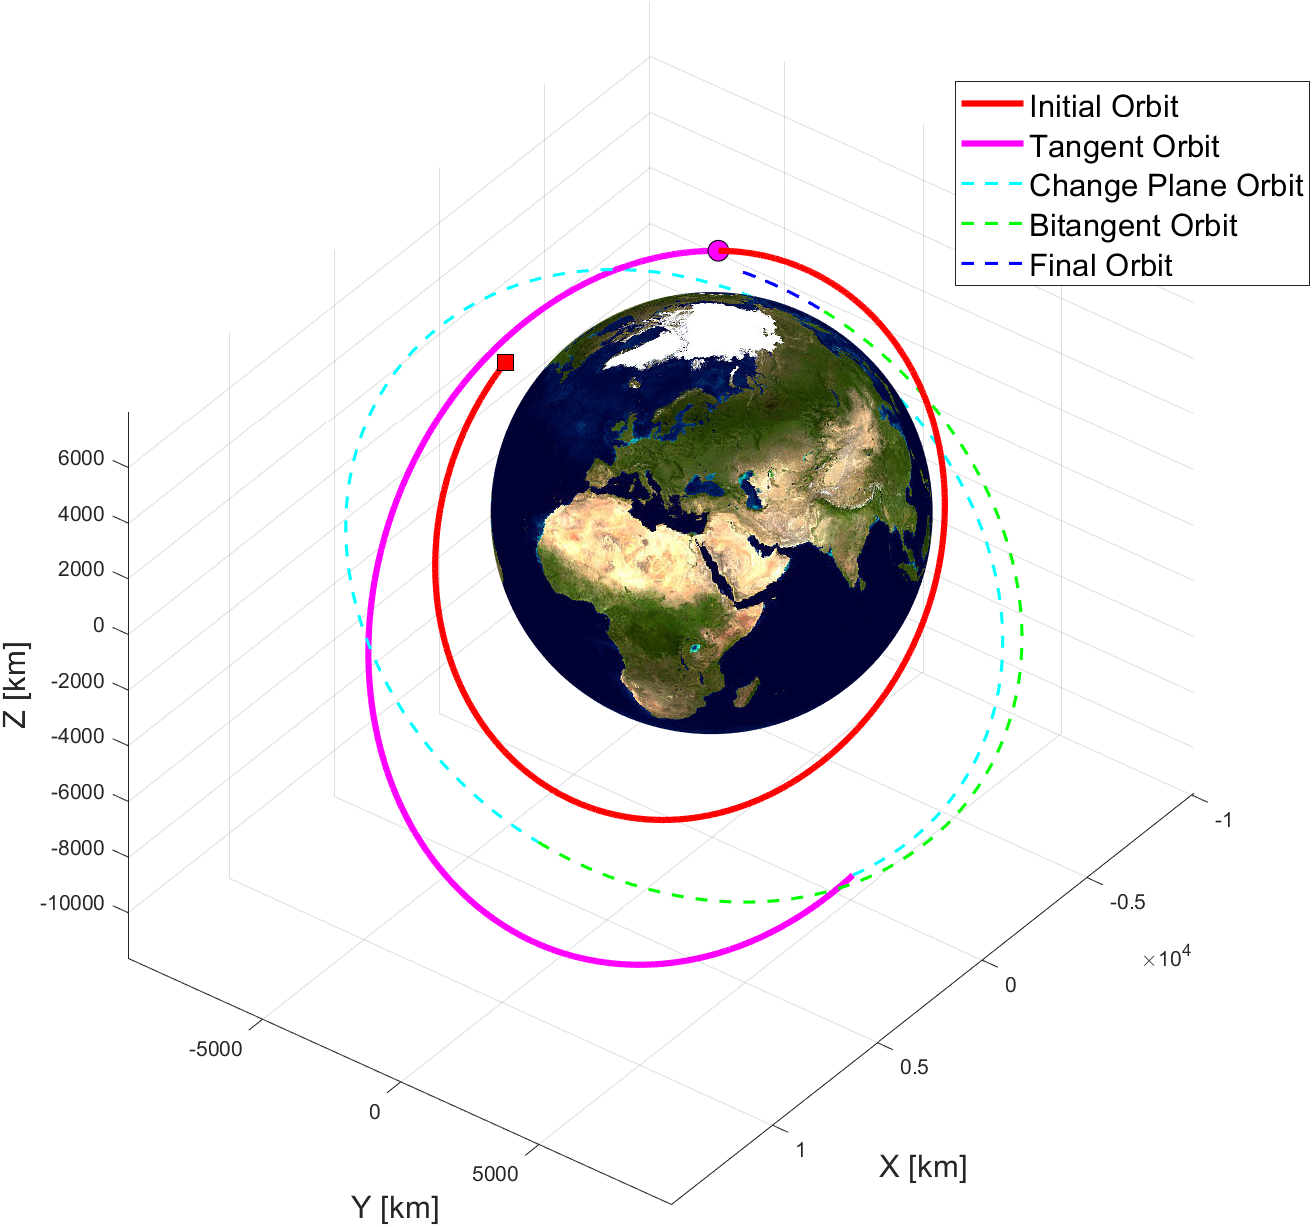 Initial Orbit
Tangent Orbit
Change Plane Orbit
Bitangent Orbit
Final Orbit
6000
4000
2000
0
-2000
-4000
-6000
-8000
-10000
Z [km]
-5000
0
5000
Y [km]
-1
-0.5
0
0.5
1
×10^4
X [km]